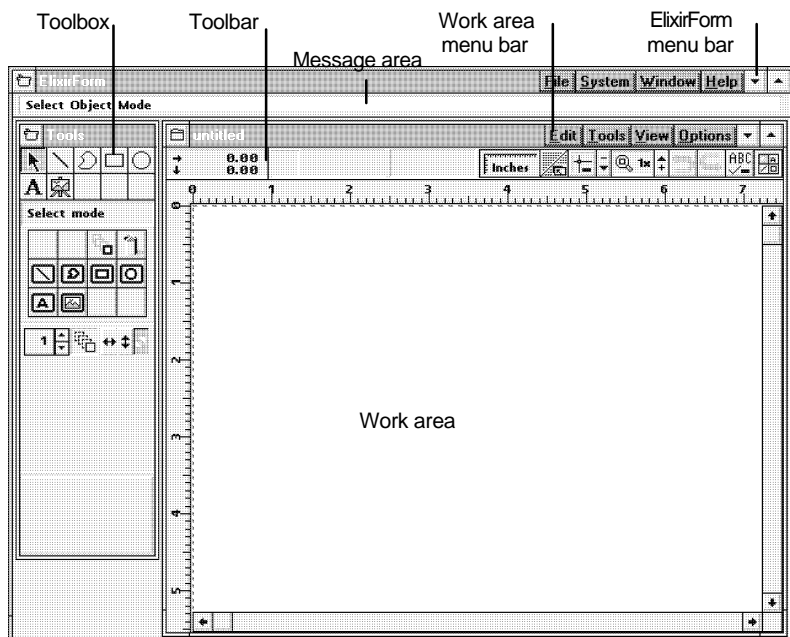 Toolbox
Toolbar
Work area
menu bar
ElixirForm
menu bar
Message area
ElixirForm
File System Window Help
Select Object Mode
Tools
untitled
Edit Tools View Options
0.00
0.00
Inches
1x
ABC
A
Select mode
A
1
0 1 2 3 4 5 6 7
0
1
2
3
4
5
Work area